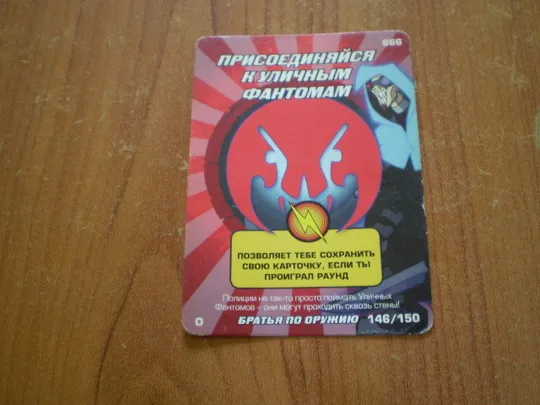 666
ПРИСОЕДИНЯЙСЯ
К УЛИЧНЫМ
ФАНТОМАМ
ПОЗВОЛЯЕТ ТЕБЕ СОХРАНИТЬ
СВОЮ КАРТОЧКУ, ЕСЛИ ТЫ
ПРОИГРАЛ РАУНД
Полиции не так-то просто поймать Уличных
Фантомов – они могут проходить сквозь стены!
0 БРАТЬЯ ПО ОРУЖИЮ 146/150